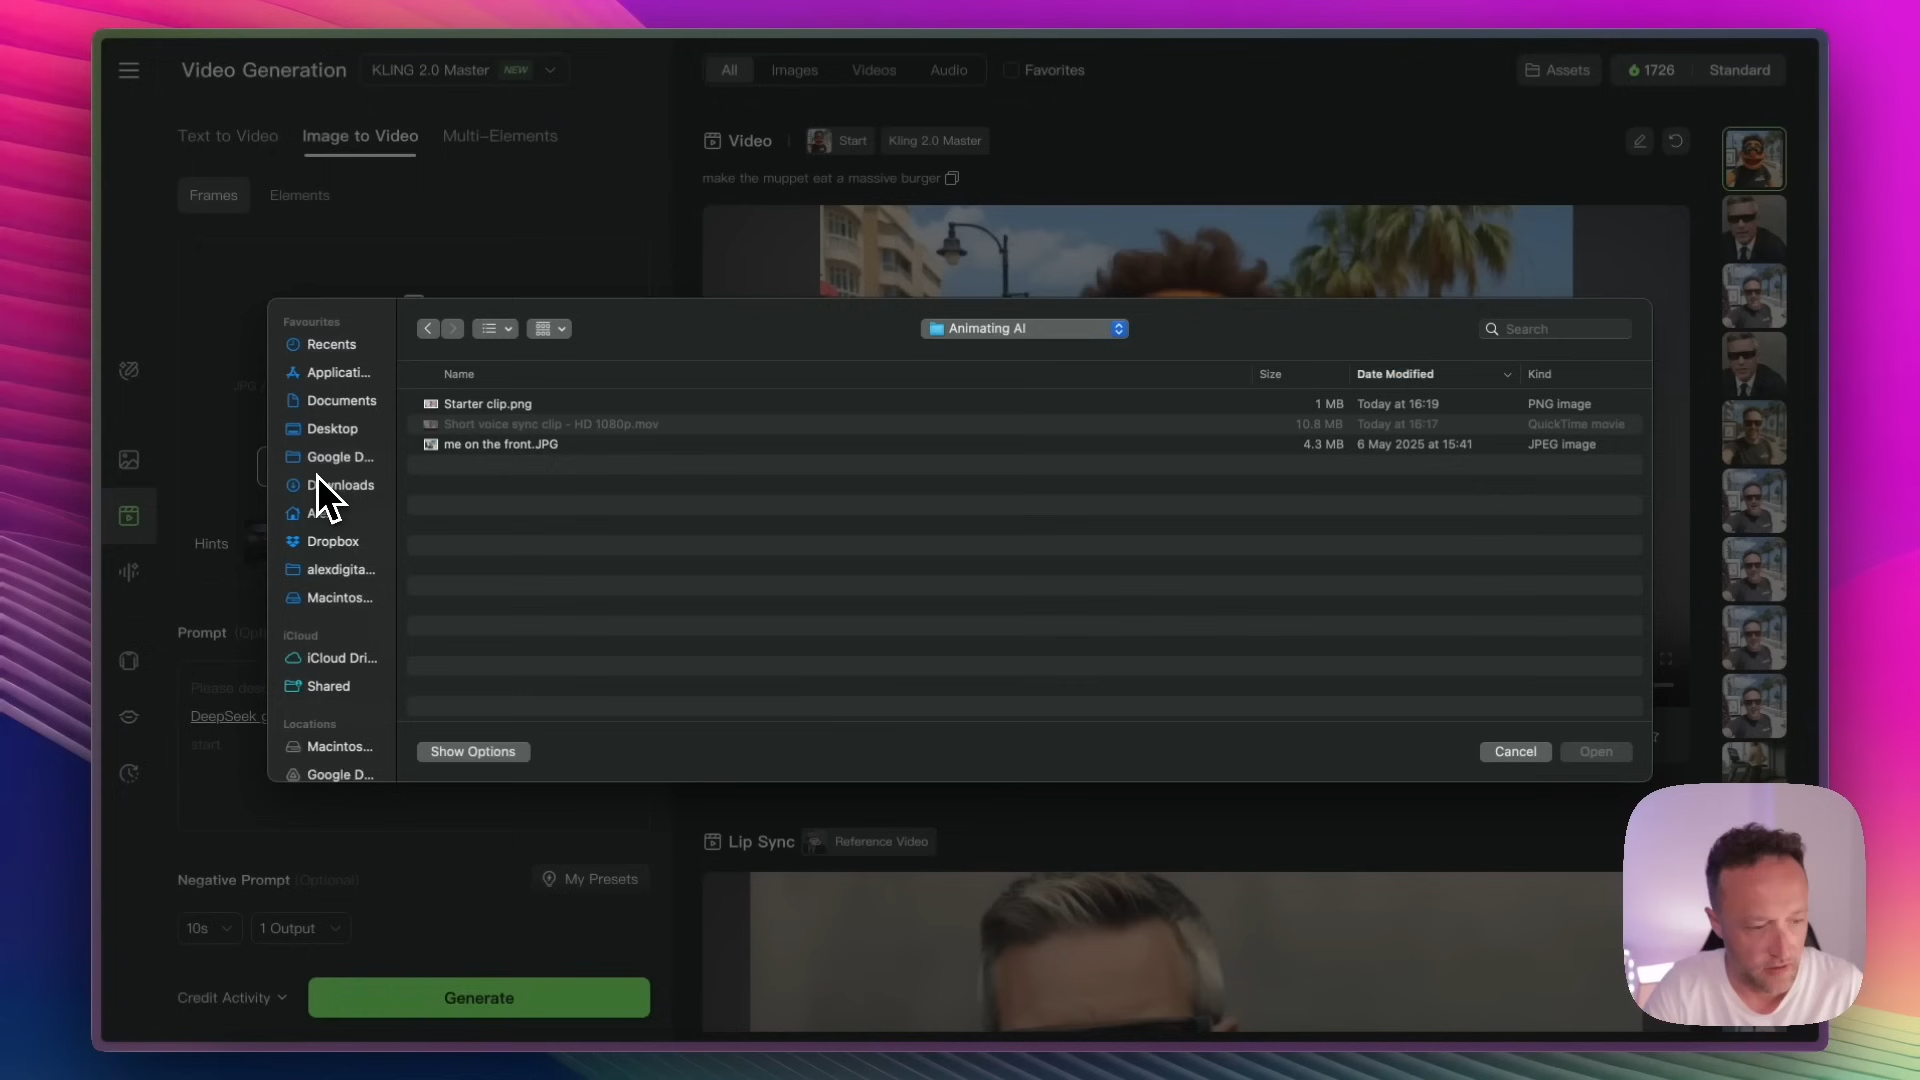 Video Generation
KLING 2.0 Master NEW
All
Images
Videos
Audio
Favorites
Assets
1726
Standard
Text to Video
Image to Video
Multi-Elements
Video
Start
Kling 2.0 Master
make the muppet eat a massive burger
Frames
Elements
Favourites
Recents
Applicati...
Documents
Desktop
Google D...
Dropbox
alexdigita...
Macintos...
iCloud
iCloud Dri...
Shared
Locations
Macintos...
Google D...
Animating AI
Search
Name
Size
Date Modified
Kind
Starter clip.png
1 MB
Today at 16:19
PNG image
Short voice sync clip - HD 1080p.mov
10.8 MB
Today at 15:17
QuickTime movie
me on the front.JPG
4.3 MB
6 May 2025 at 15:41
JPEG image
Show Options
Cancel
Open
Hints
Prompt
DeepSeek
start
Negative Prompt (Optional)
My Presets
10s
1 Output
Credit Activity
Generate
Lip Sync
Reference Video